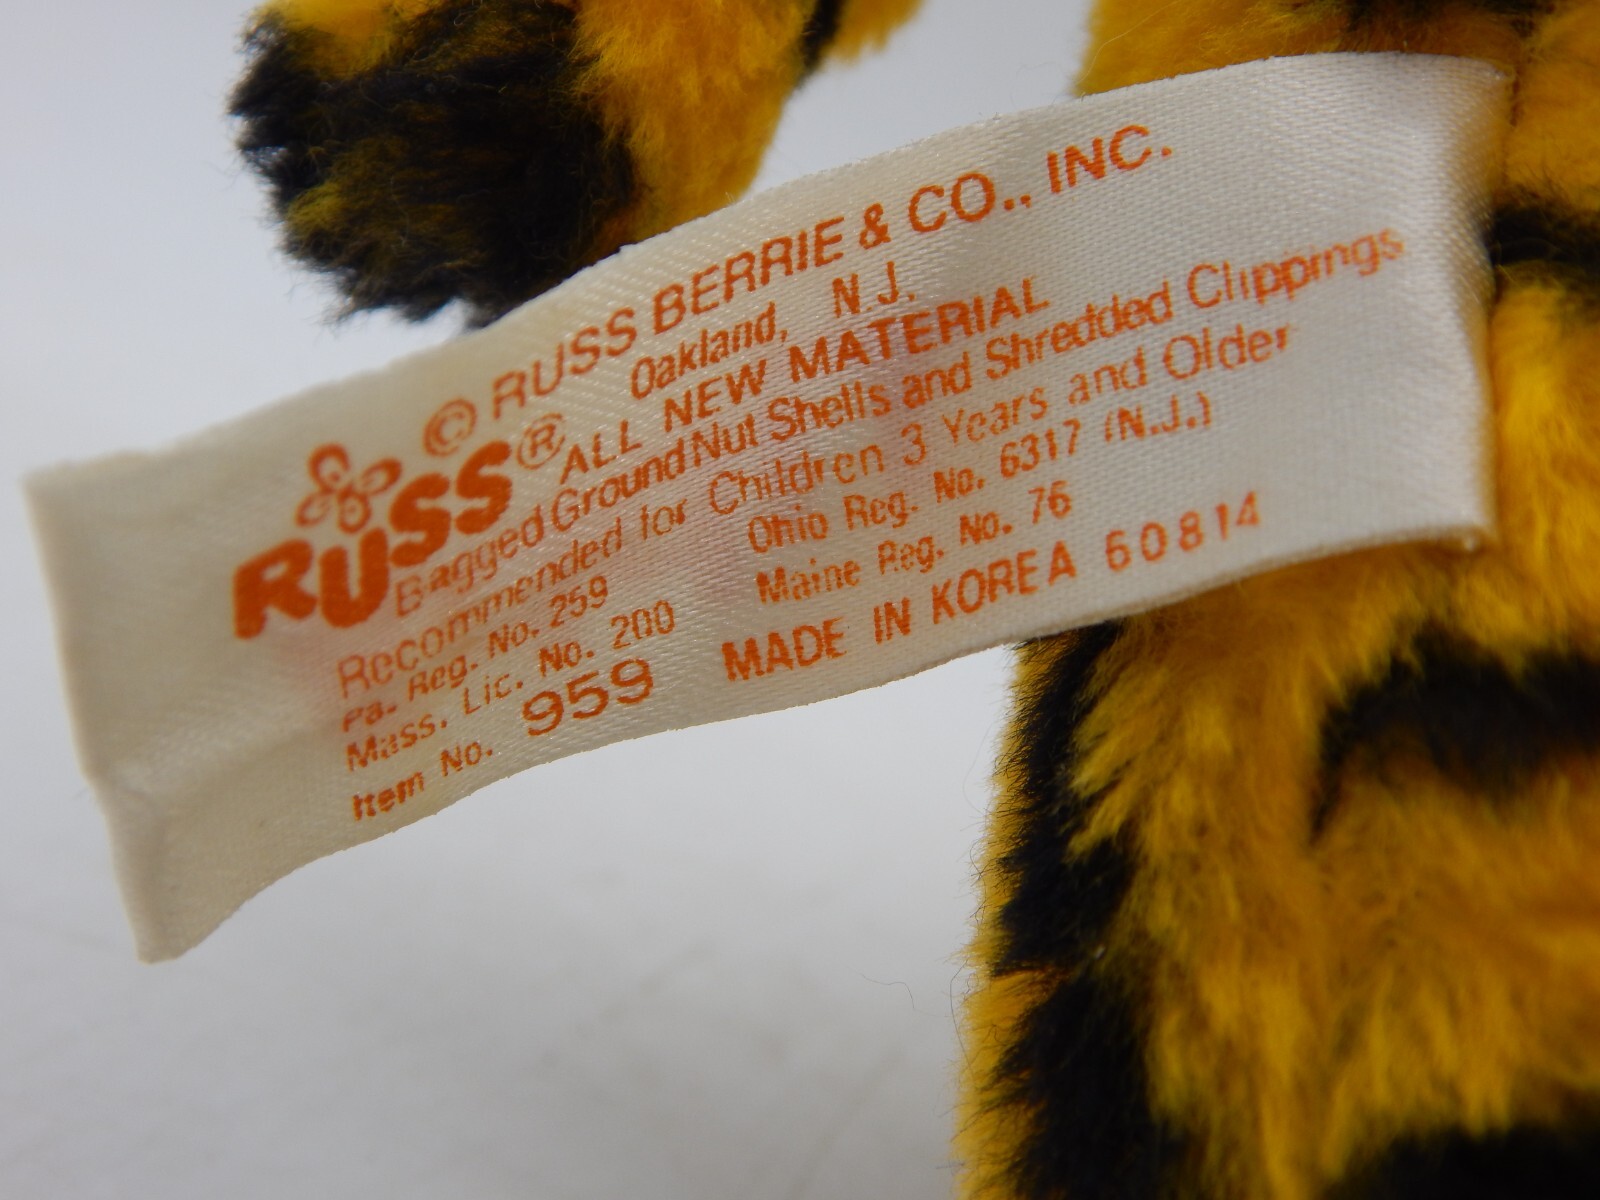 © RUSS BERRIE & CO., INC.
Oakland, N.J.
RUSS® ALL NEW MATERIAL
Bagged Ground Nut Shells and Shredded Clippings
Recommended for Children 3 Years and Older
Pa. Reg. No. 259 Ohio Reg. No. 6317 (N.J.)
Mass. Lic. No. 200 Maine Reg. No. 76
Item No. 959 MADE IN KOREA 60814